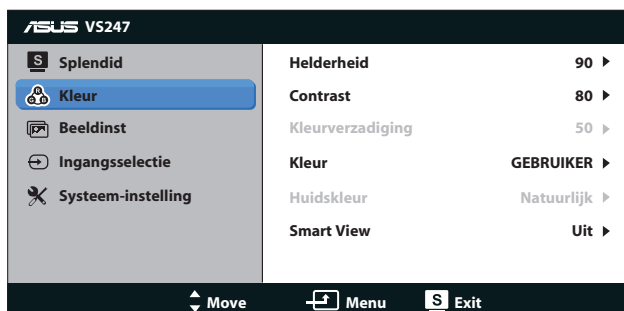 ASUS VS247
S Splendid
Kleur
Beeldinst
Ingangsselectie
Systeem-instelling
Helderheid 90
Contrast 80
Kleurverzadiging 50
Kleur GEBRUIKER
Huidskleur Natuurlijk
Smart View Uit
Move Menu S Exit